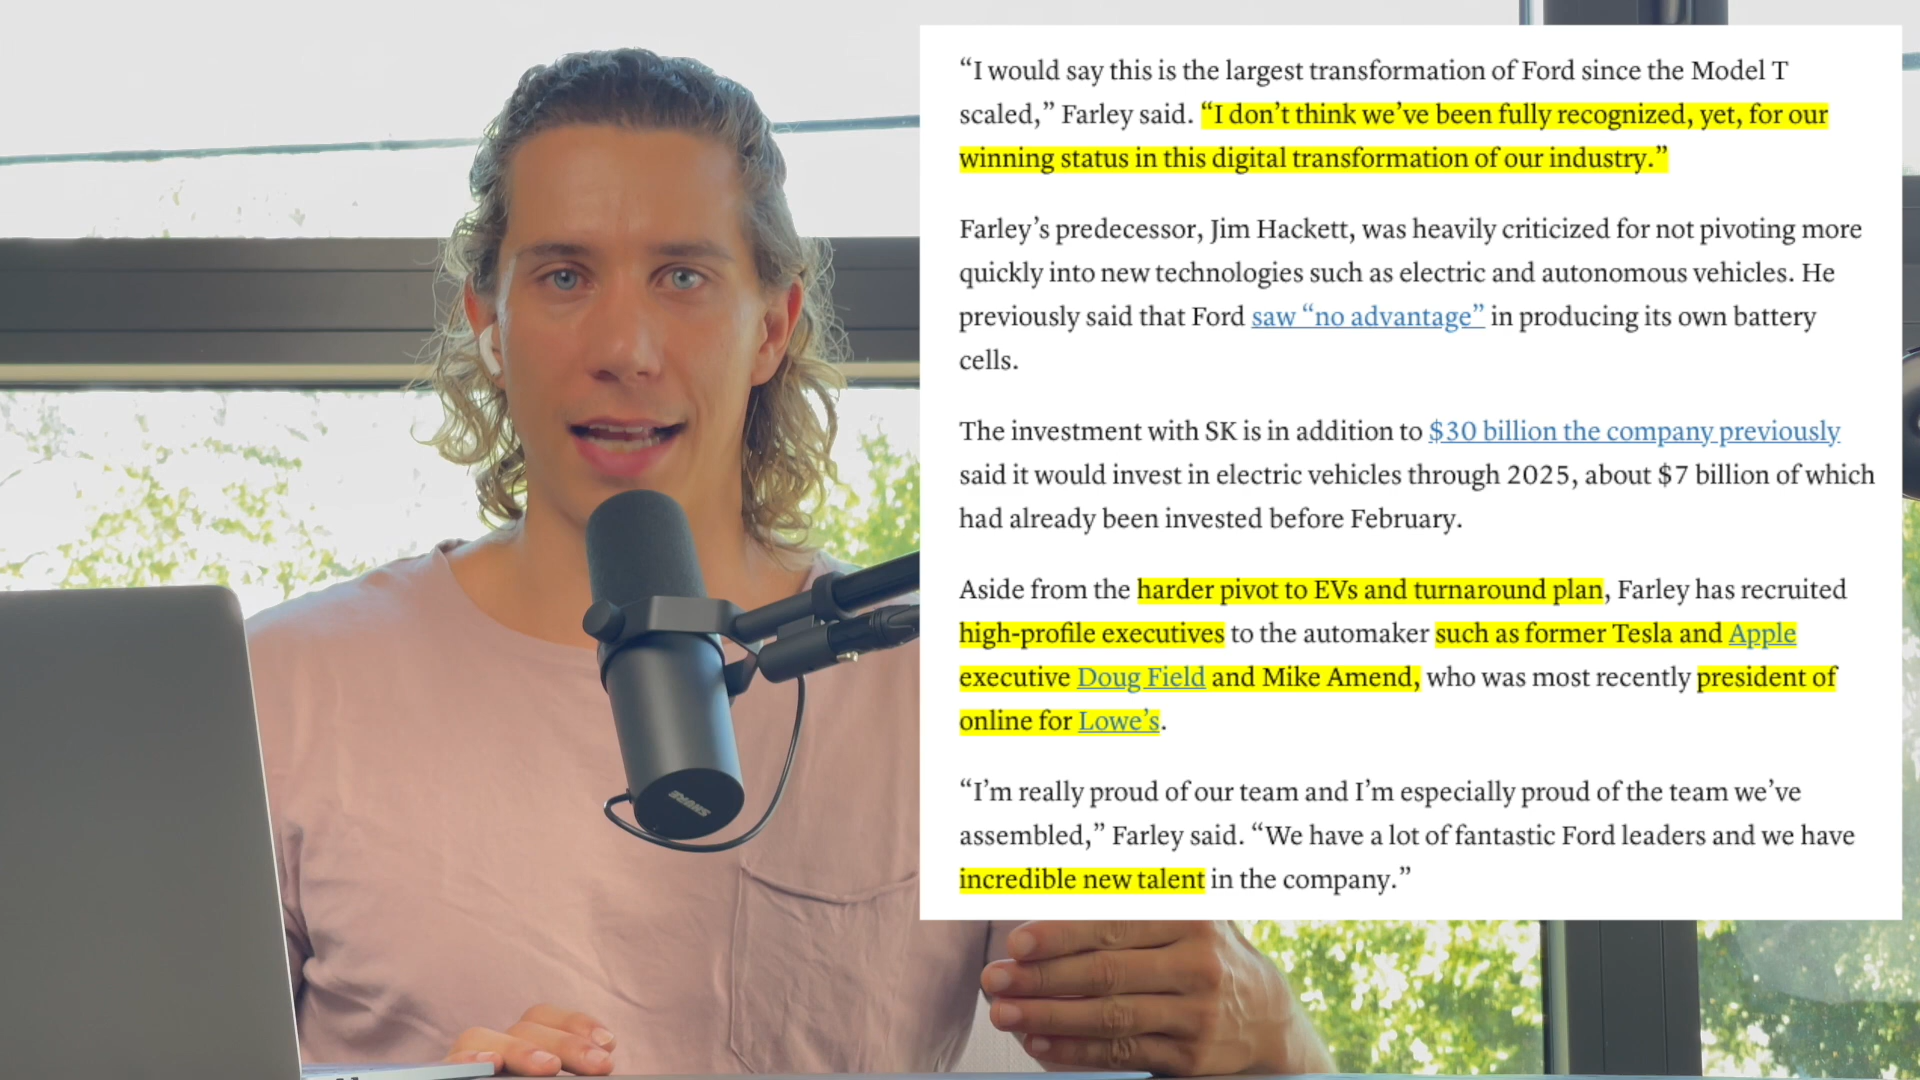 “I would say this is the largest transformation of Ford since the Model T
scaled,” Farley said. “I don’t think we’ve been fully recognized, yet, for our
winning status in this digital transformation of our industry.”
Farley’s predecessor, Jim Hackett, was heavily criticized for not pivoting more
quickly into new technologies such as electric and autonomous vehicles. He
previously said that Ford saw “no advantage” in producing its own battery
cells.
The investment with SK is in addition to $30 billion the company previously
said it would invest in electric vehicles through 2025, about $7 billion of which
had already been invested before February.
Aside from the harder pivot to EVs and turnaround plan, Farley has recruited
high-profile executives to the automaker such as former Tesla and Apple
executive Doug Field and Mike Amend, who was most recently president of
online for Lowe’s.
“I’m really proud of our team and I’m especially proud of the team we’ve
assembled,” Farley said. “We have a lot of fantastic Ford leaders and we have
incredible new talent in the company.”
SHURE